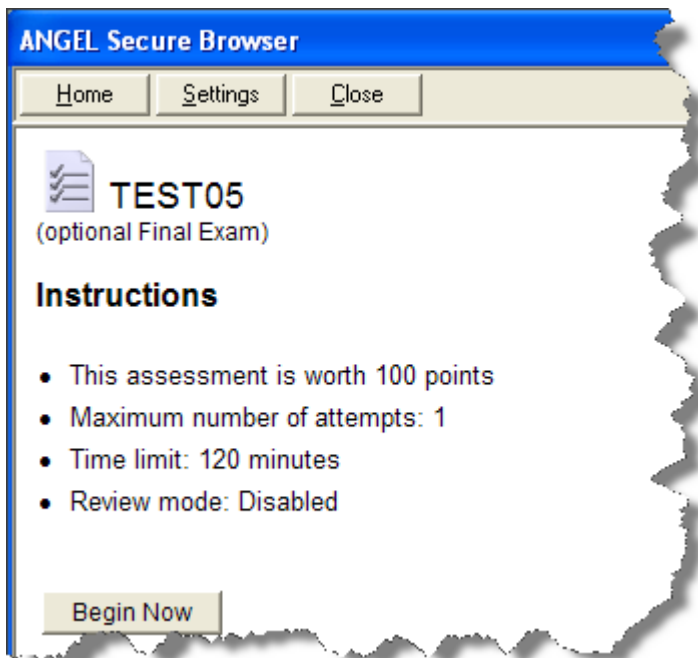 ANGEL Secure Browser
Home Settings Close
TEST05
(optional Final Exam)
Instructions
• This assessment is worth 100 points
• Maximum number of attempts: 1
• Time limit: 120 minutes
• Review mode: Disabled
Begin Now